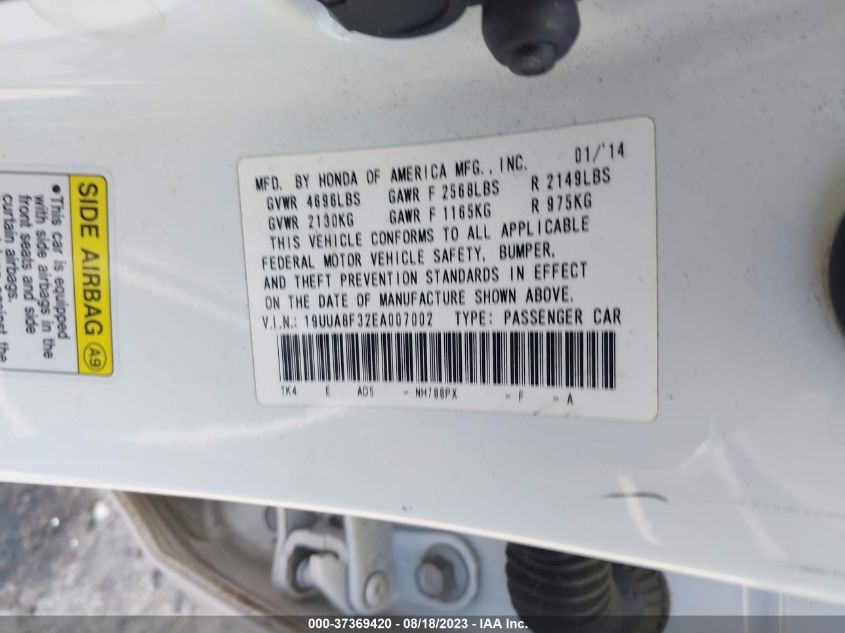 MFD. BY HONDA OF AMERICA MFG., INC. 01/'14
GVWR 4696LBS GAWR F 2568LBS R 2149LBS
GVWR 2130KG GAWR F 1165KG R 975KG
THIS VEHICLE CONFORMS TO ALL APPLICABLE
FEDERAL MOTOR VEHICLE SAFETY, BUMPER,
AND THEFT PREVENTION STANDARDS IN EFFECT
ON THE DATE OF MANUFACTURE SHOWN ABOVE.
V.I.N.: 19UUA8F32EA007002 TYPE: PASSENGER CAR
TK4 E AD5 - NH788PX - F - A
SIDE AIRBAG A9
• This car is equipped
with side airbags in the
front seats and side
curtain airbags.
against the
000-37369420 - 08/18/2023 - IAA Inc.